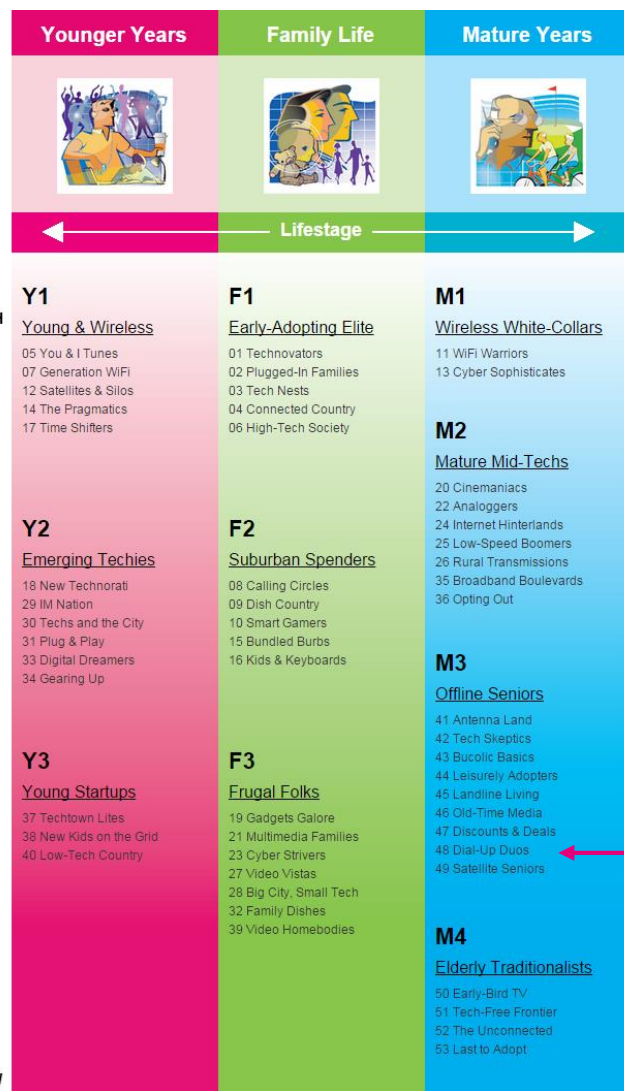 Younger Years
Family Life
Mature Years
Lifestage
Y1
Young & Wireless
05 You & I Tunes
07 Generation WiFi
12 Satellites & Silos
14 The Pragmatics
17 Time Shifters
Y2
Emerging Techies
18 New Technorati
29 IM Nation
30 Techs and the City
31 Plug & Play
33 Digital Dreamers
34 Gearing Up
Y3
Young Startups
37 Techtown Lites
38 New Kids on the Grid
40 Low-Tech Country
F1
Early-Adopting Elite
01 Technovators
02 Plugged-In Families
03 Tech Nests
04 Connected Country
06 High-Tech Society
F2
Suburban Spenders
08 Calling Circles
09 Dish Country
10 Smart Gamers
15 Bundled Burbs
16 Kids & Keyboards
F3
Frugal Folks
19 Gadgets Galore
21 Multimedia Families
23 Cyber Strivers
27 Video Vistas
28 Big City, Small Tech
32 Family Dishes
39 Video Homebodies
M1
Wireless White-Collars
11 WiFi Warriors
13 Cyber Sophisticates
M2
Mature Mid-Techs
20 Cinemaniacs
22 Analoggers
24 Internet Hinterlands
25 Low-Speed Boomers
26 Rural Transmissions
35 Broadband Boulevards
36 Opting Out
M3
Offline Seniors
41 Antenna Land
42 Tech Skeptics
43 Bucolic Basics
44 Leisurely Adopters
45 Landline Living
46 Old-Time Media
47 Discounts & Deals
48 Dial-Up Duos
49 Satellite Seniors
M4
Elderly Traditionalists
50 Early-Bird TV
51 Tech-Free Frontier
52 The Unconnected
53 Last to Adopt